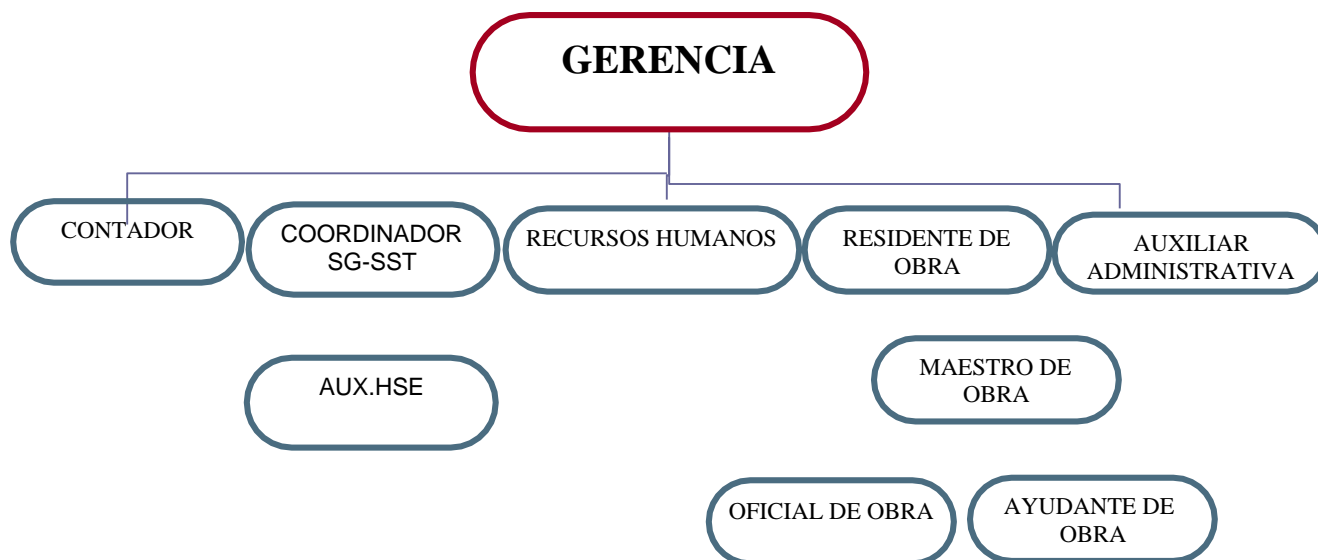 GERENCIA
CONTADOR
COORDINADOR
SG-SST
RECURSOS HUMANOS
RESIDENTE DE
OBRA
AUXILIAR
ADMINISTRATIVA
AUX.HSE
MAESTRO DE
OBRA
OFICIAL DE OBRA
AYUDANTE DE
OBRA